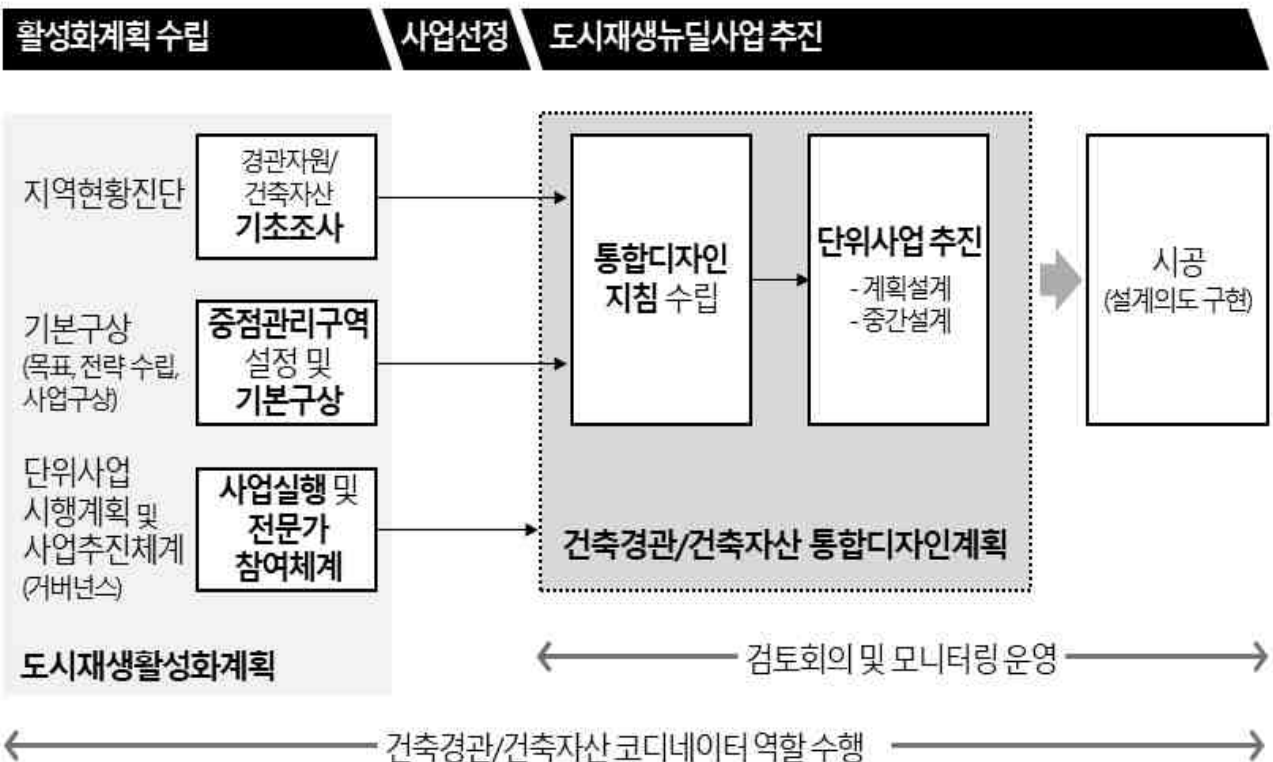 활성화계획 수립
사업선정
도시재생뉴딜사업 추진
지역현황진단
경관자원/
건축자산
기초조사
기본구상
(목표, 전략 수립,
사업구상)
중점관리구역
설정 및
기본구상
단위사업
시행계획 및
사업추진체계
(거버넌스)
사업실행 및
전문가
참여체계
도시재생활성화계획
통합디자인
지침 수립
단위사업 추진
- 계획설계
- 중간설계
건축경관/건축자산 통합디자인계획
시공
(설계의도 구현)
검토회의 및 모니터링 운영
건축경관/건축자산 코디네이터 역할 수행